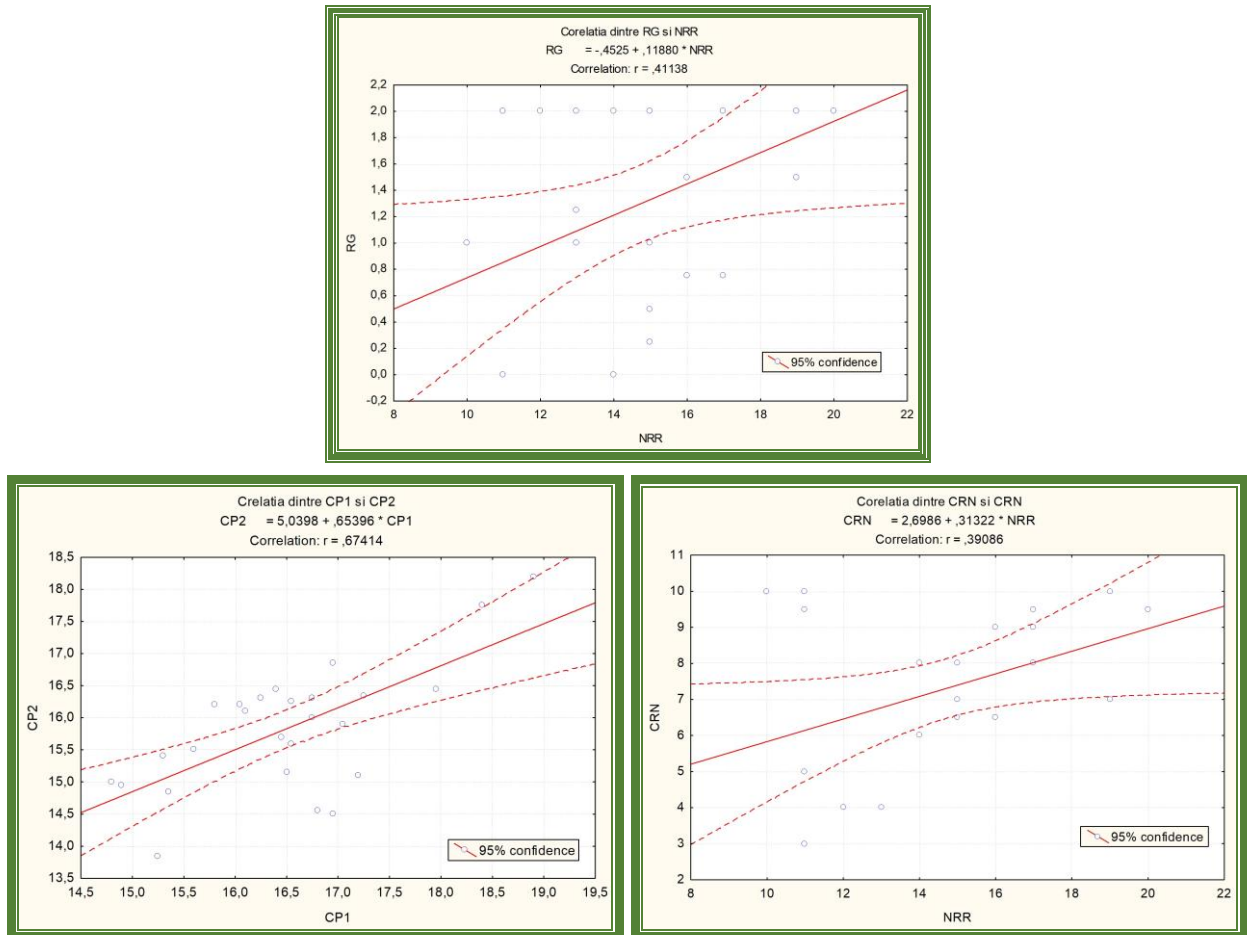 Corelatia dintre RG si NRR
RG = -,4525 + ,11880 * NRR
Correlation: r = ,41138
2,2
2,0
1,8
1,6
1,4
1,2
1,0
0,8
0,6
0,4
0,2
0,0
-0,2
RG
95% confidence
8 10 12 14 16 18 20 22
NRR
Crelatia dintre CP1 si CP2
CP2 = 5,0398 + ,65396 * CP1
Correlation: r = ,67414
18,5
18,0
17,5
17,0
16,5
16,0
15,5
15,0
14,5
14,0
13,5
CP2
95% confidence
14,5 15,0 15,5 16,0 16,5 17,0 17,5 18,0 18,5 19,0 19,5
CP1
Corelatia dintre CRN si CRN
CRN = 2,6986 + ,31322 * NRR
Correlation: r = ,39086
11
10
9
8
7
6
5
4
3
2
CRN
95% confidence
8 10 12 14 16 18 20 22
NRR